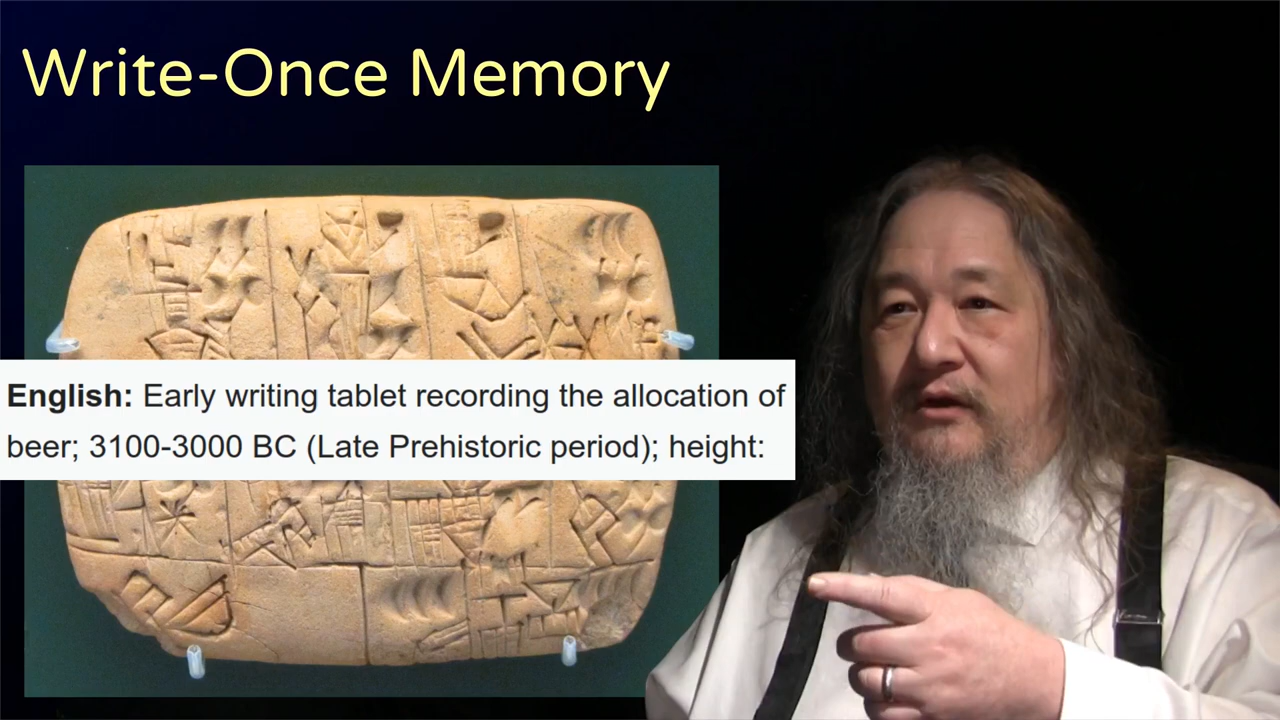 Write-Once Memory
English: Early writing tablet recording the allocation of
beer; 3100-3000 BC (Late Prehistoric period); height: